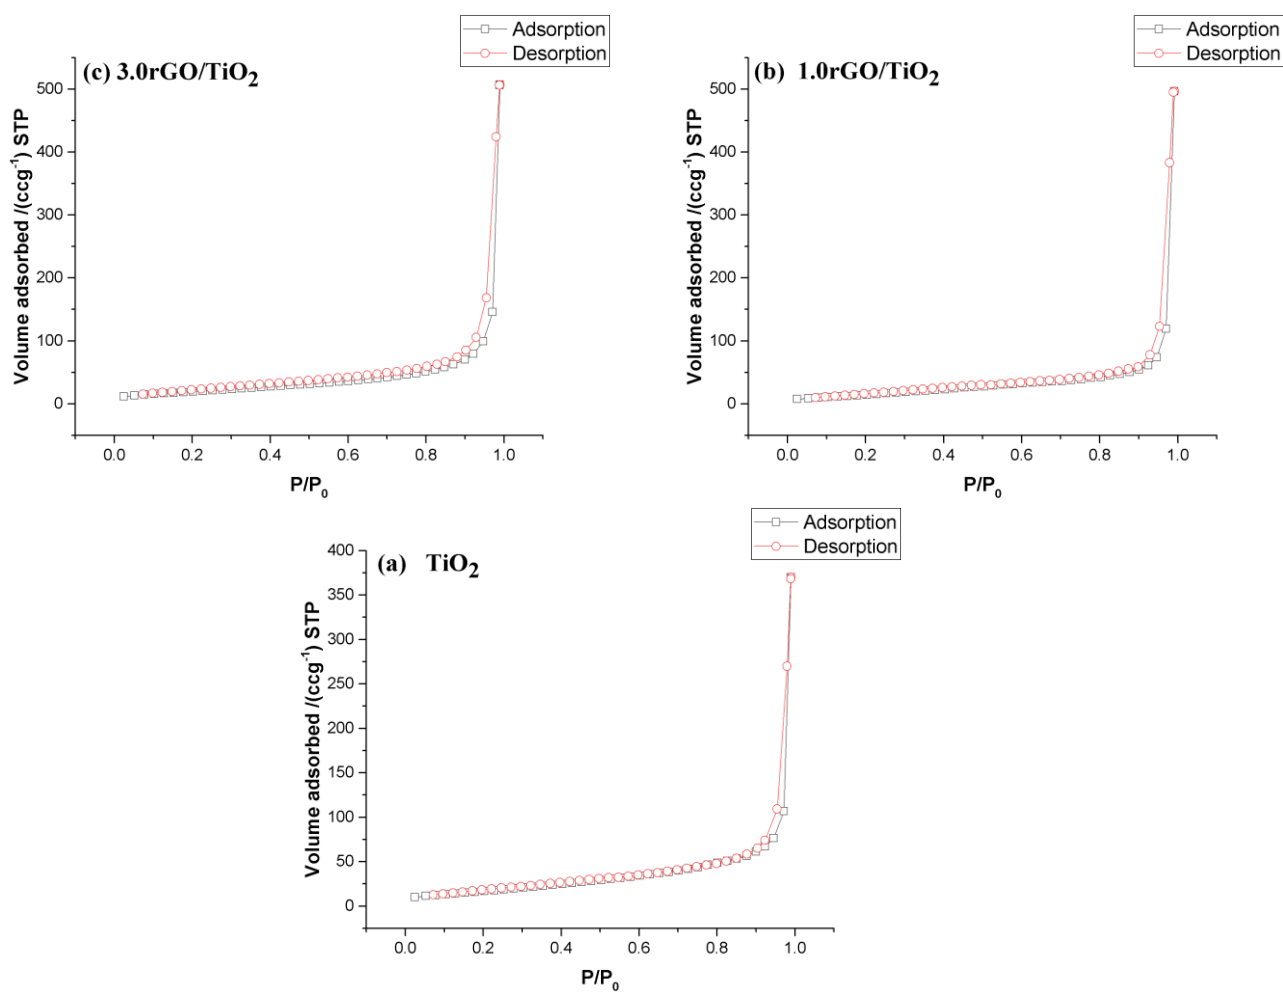 Adsorption
Desorption
(c) 3.0rGO/TiO2
Volume adsorbed /(ccg-1) STP
500
400
300
200
100
0
0.0 0.2 0.4 0.6 0.8 1.0
P/P0
Adsorption
Desorption
(b) 1.0rGO/TiO2
Volume adsorbed /(ccg-1) STP
500
400
300
200
100
0
0.0 0.2 0.4 0.6 0.8 1.0
P/P0
Adsorption
Desorption
(a) TiO2
Volume adsorbed /(ccg-1) STP
400
350
300
250
200
150
100
50
0
0.0 0.2 0.4 0.6 0.8 1.0
P/P0